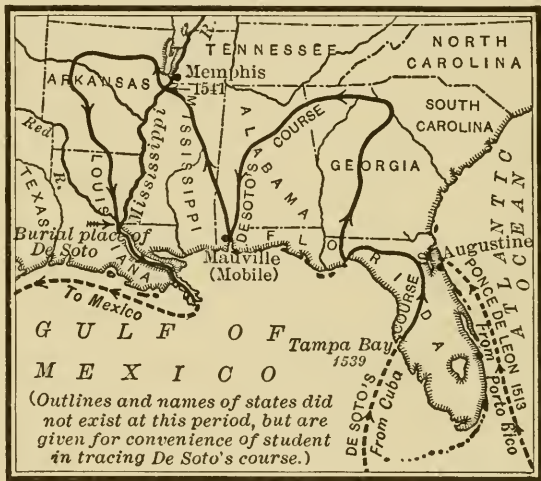 TENNESSEE
NORTH
CAROLINA
R.
ARKANSAS
Memphis
1541
SOUTH
CAROLINA
Red
R.
Mississippi
MISSISSIPPI
ALABAMA
DE SOTO'S
COURSE
GEORGIA
TEXAS
LOUISIANA
Burial place of
De Soto
Mauville
(Mobile)
FLORIDA
St. Augustine
ATLANTIC
OCEAN
To Mexico
GULF OF
MEXICO
Tampa Bay
1539
DE SOTO'S COURSE
From Cuba
PONCE DE LEON 1513
From Porto Rico
(Outlines and names of states did
not exist at this period, but are
given for convenience of student
in tracing De Soto's course.)